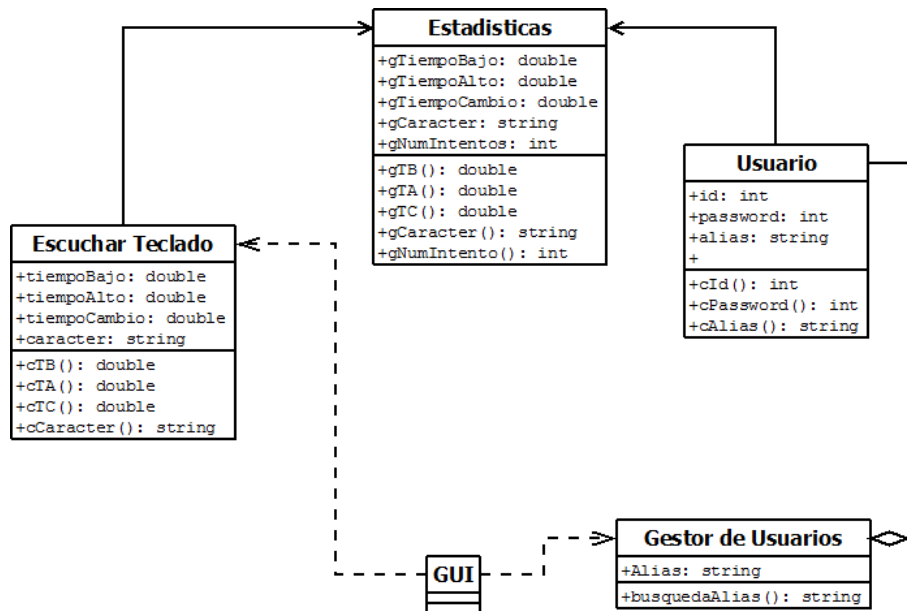 Estadisticas
+gTiempoBajo: double
+gTiempoAlto: double
+gTiempoCambio: double
+gCaracter: string
+gNumIntentos: int
+gTB(): double
+gTA(): double
+gTC(): double
+gCaracter(): string
+gNumIntento(): int
Usuario
+id: int
+password: int
+alias: string
+
+cId(): int
+cPassword(): int
+cAlias(): string
Escuchar Teclado
+tiempoBajo: double
+tiempoAlto: double
+tiempoCambio: double
+caracter: string
+cTB(): double
+cTA(): double
+cTC(): double
+cCaracter(): string
GUI
Gestor de Usuarios
+Alias: string
+busquedaAlias(): string